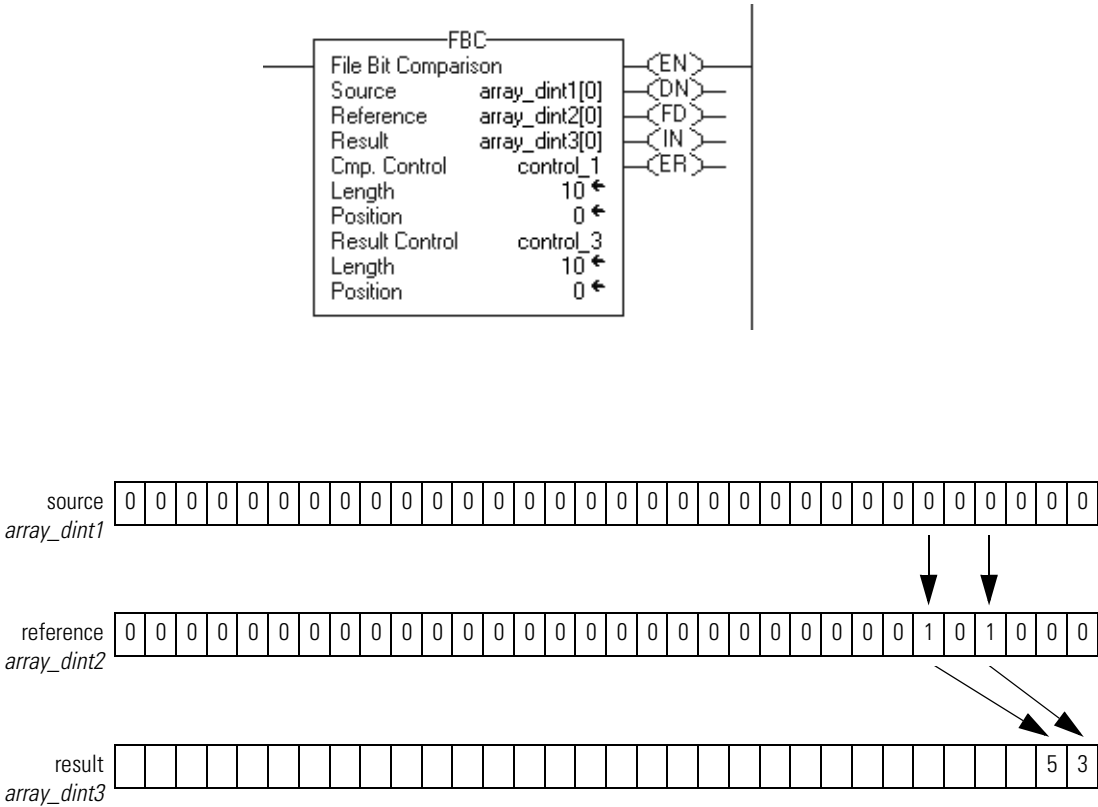 FBC
File Bit Comparison
Source array_dint1[0]
Reference array_dint2[0]
Result array_dint3[0]
Cmp. Control control_1
Length 10
Position 0
Result Control control_3
Length 10
Position 0
EN
DN
FD
IN
ER
source 0 0 0 0 0 0 0 0 0 0 0 0 0 0 0 0 0 0 0 0 0 0 0 0 0 0 0 0 0 0 0 0
array_dint1
reference 0 0 0 0 0 0 0 0 0 0 0 0 0 0 0 0 0 0 0 0 0 0 0 0 0 0 1 0 1 0 0 0
array_dint2
result 5 3
array_dint3